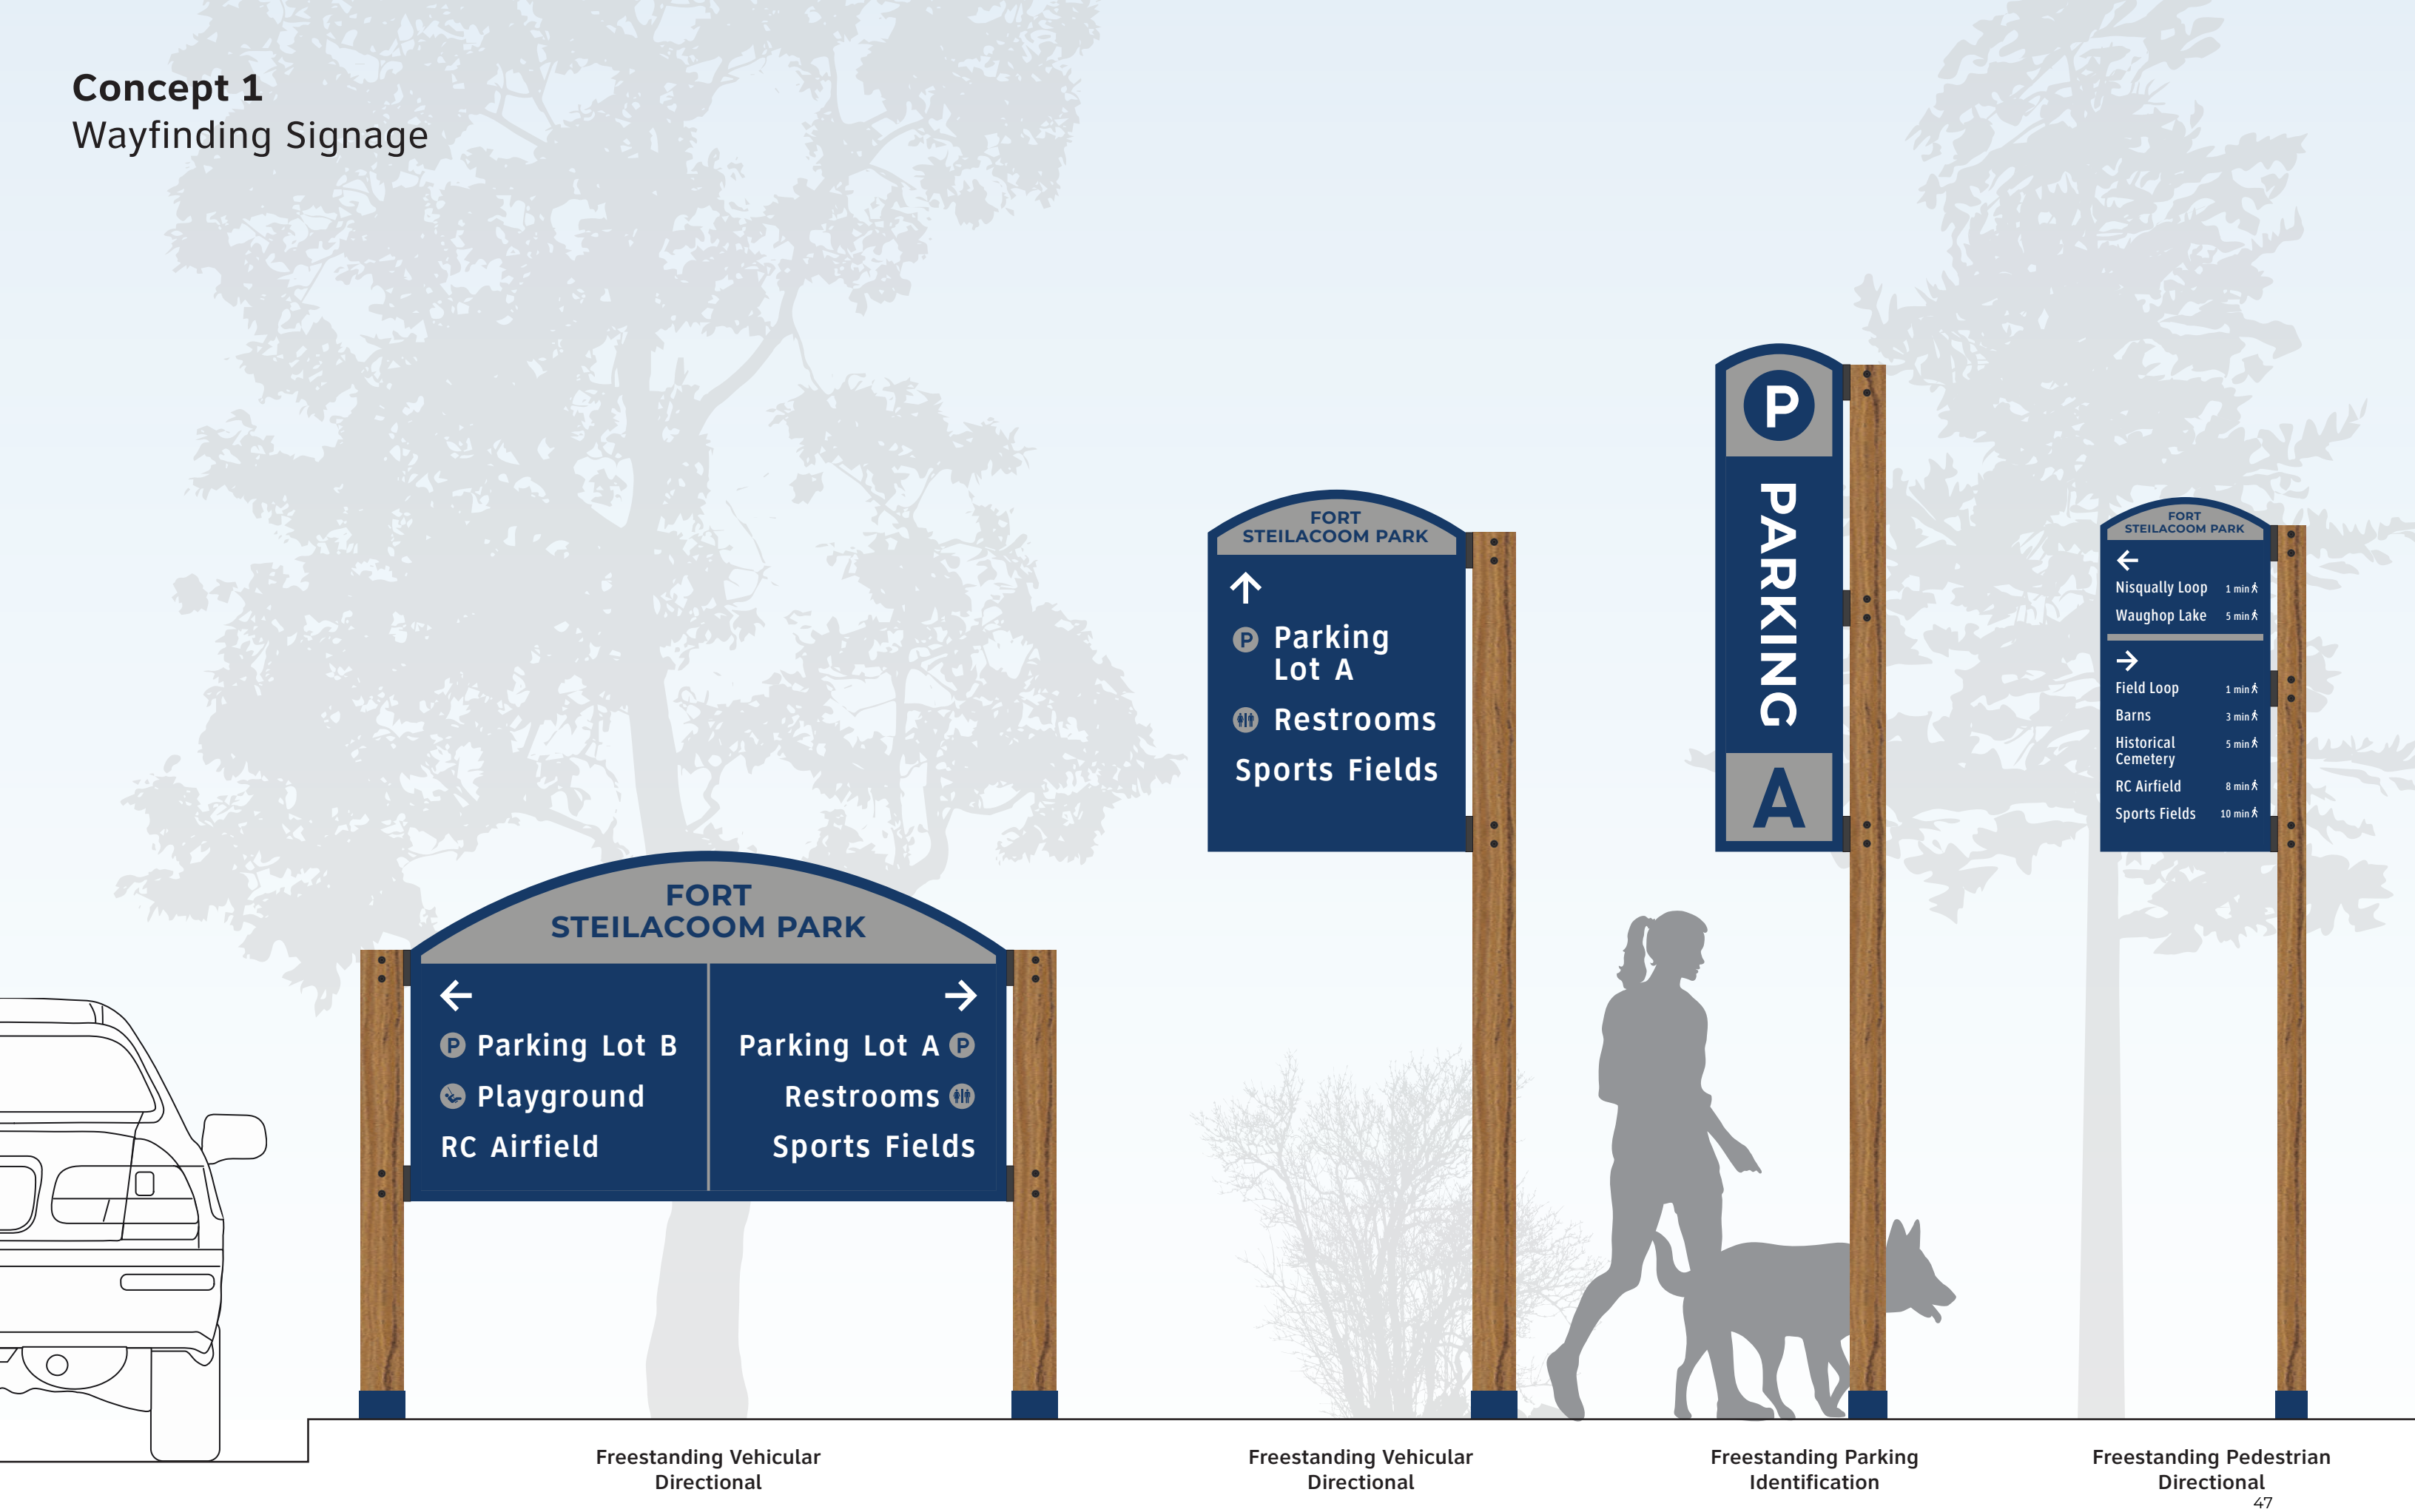 Concept 1
Wayfinding Signage
FORT
STEILACOOM PARK
←
→
P Parking Lot B
Playground
RC Airfield
Parking Lot A P
Restrooms
Sports Fields
FORT
STEILACOOM PARK
↑
P Parking
Lot A
Restrooms
Sports Fields
P
PARKING
A
FORT
STEILACOOM PARK
←
Nisqually Loop 1 min
Waughop Lake 5 min
→
Field Loop 1 min
Barns 3 min
Historical 5 min
Cemetery
RC Airfield 8 min
Sports Fields 10 min
Freestanding Vehicular
Directional
Freestanding Vehicular
Directional
Freestanding Parking
Identification
Freestanding Pedestrian
Directional
47